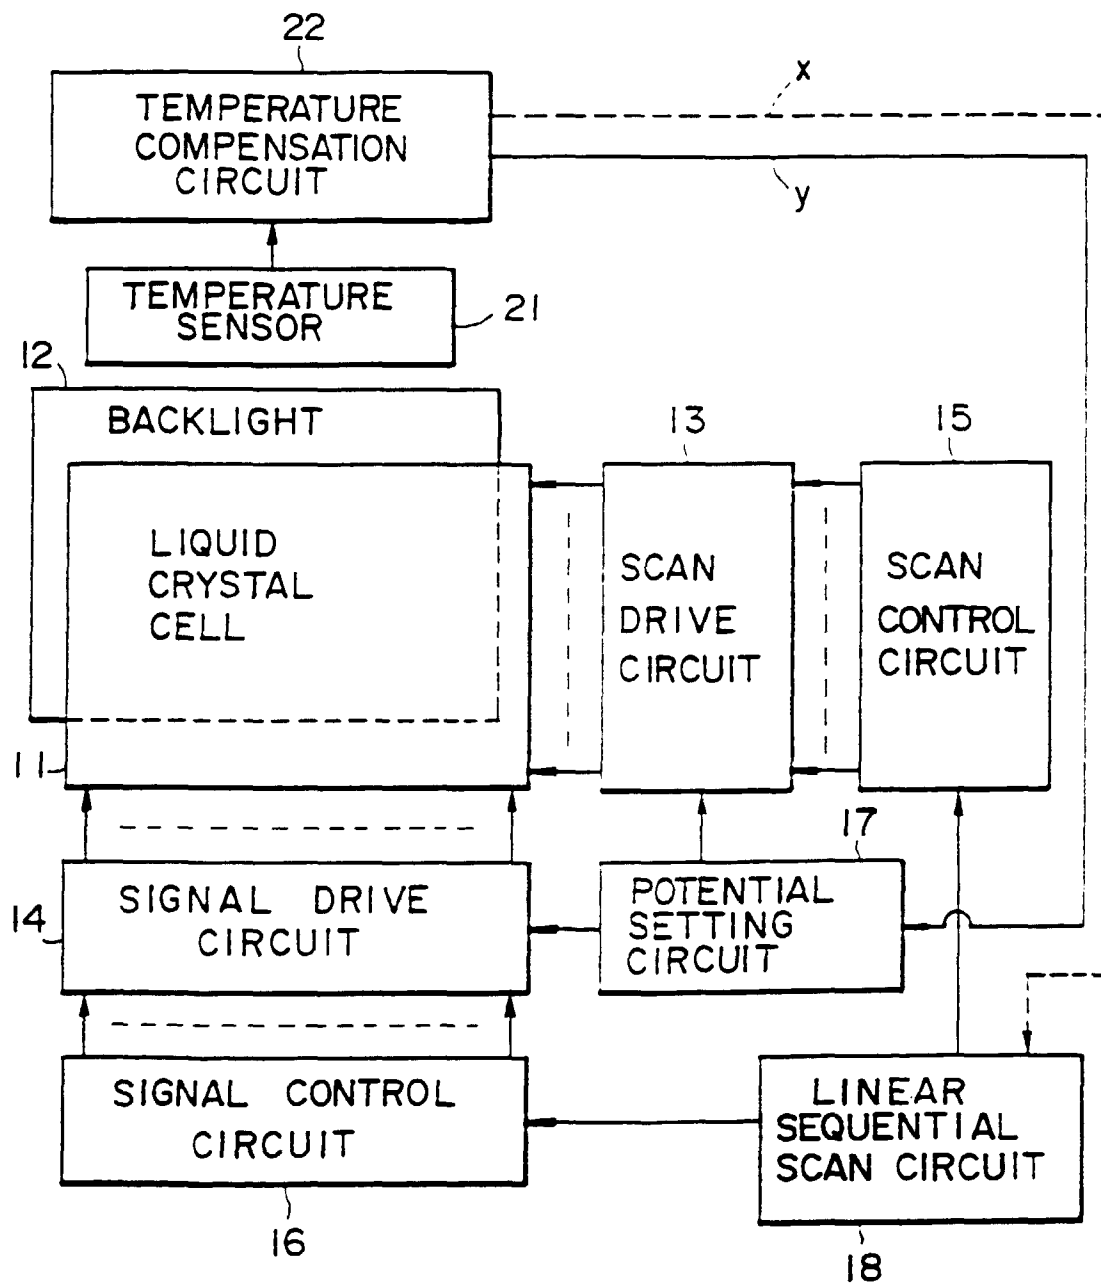 22
TEMPERATURE
COMPENSATION
CIRCUIT
x
y
TEMPERATURE
SENSOR
21
12
BACKLIGHT
13
15
LIQUID
CRYSTAL
CELL
SCAN
DRIVE
CIRCUIT
SCAN
CONTROL
CIRCUIT
11
17
14
SIGNAL DRIVE
CIRCUIT
POTENTIAL
SETTING
CIRCUIT
SIGNAL CONTROL
CIRCUIT
LINEAR
SEQUENTIAL
SCAN CIRCUIT
16
18